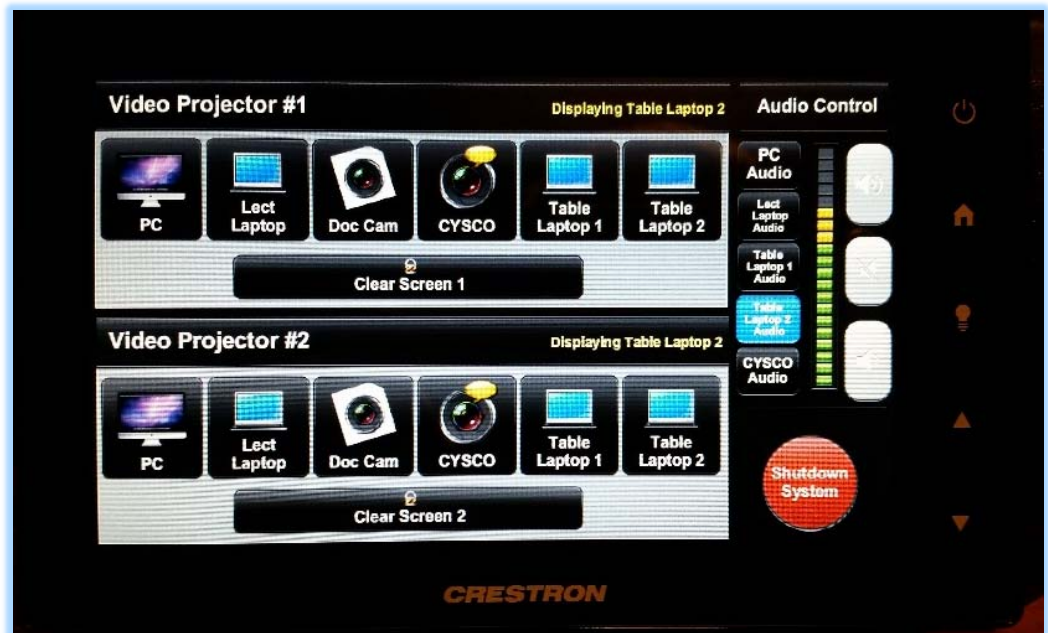 Video Projector #1
Displaying Table Laptop 2
PC
Lect
Laptop
Doc Cam
CYSCO
Table
Laptop 1
Table
Laptop 2
Clear Screen 1
Video Projector #2
Displaying Table Laptop 2
PC
Lect
Laptop
Doc Cam
CYSCO
Table
Laptop 1
Table
Laptop 2
Clear Screen 2
Audio Control
PC
Audio
Lect
Laptop
Audio
Table
Laptop 1
Audio
Table
Laptop 2
Audio
CYSCO
Audio
Shutdown
System
CRESTRON